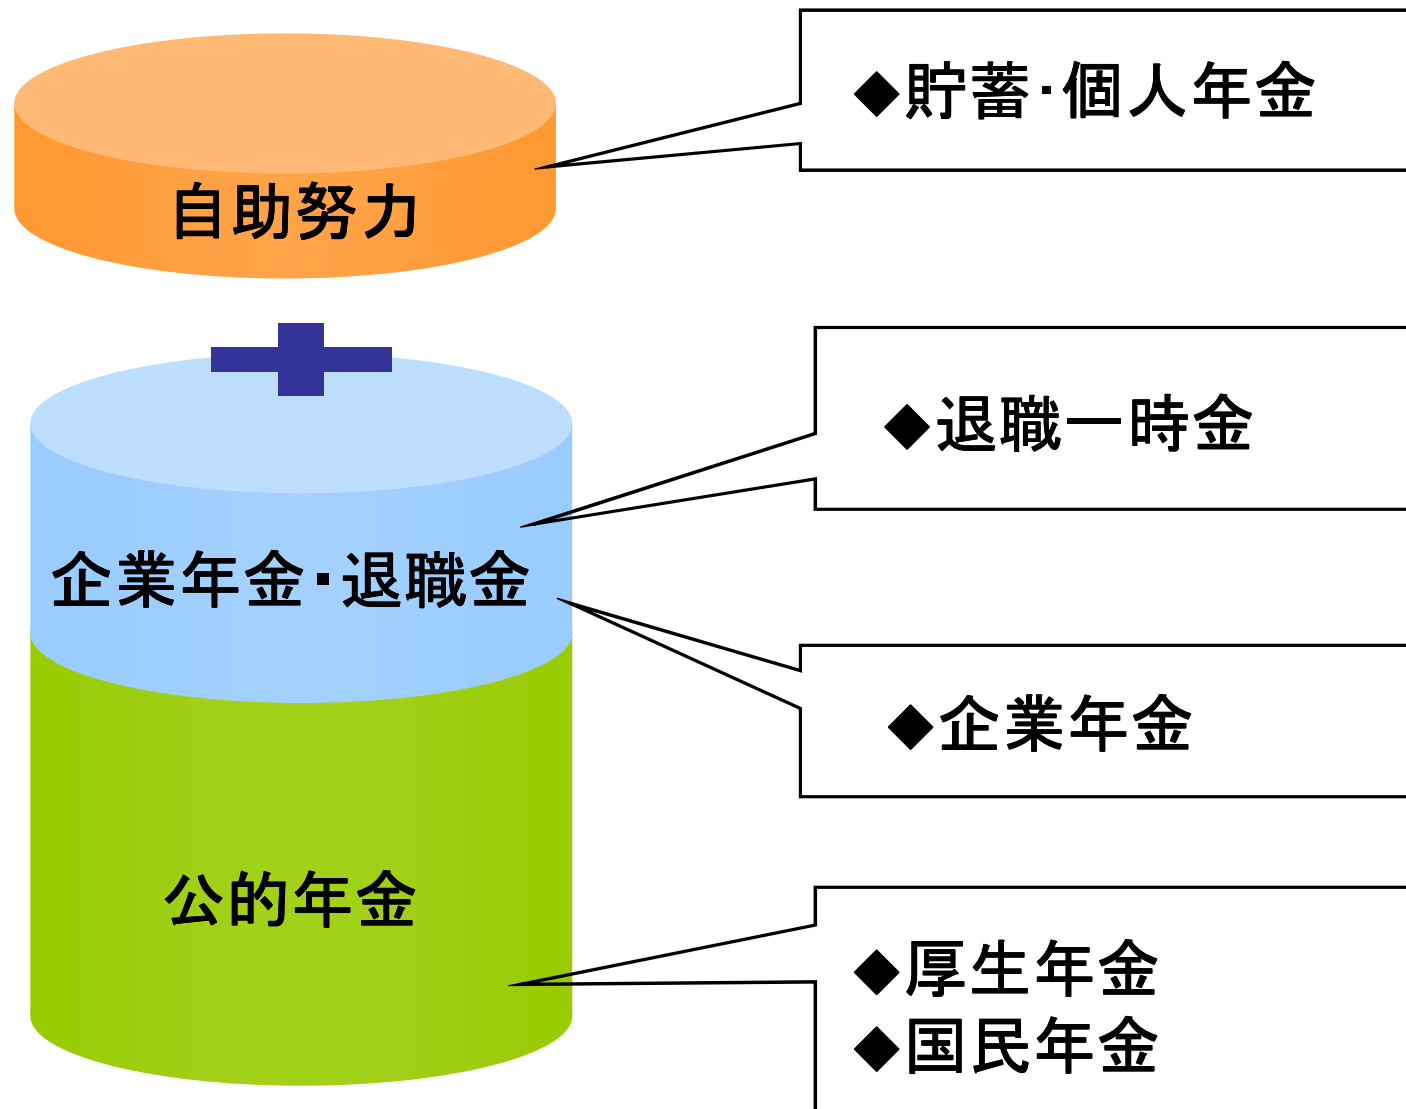 ◆貯蓄･個人年金
自助努力
◆退職一時金
企業年金･退職金
◆企業年金
公的年金
◆厚生年金
◆国民年金